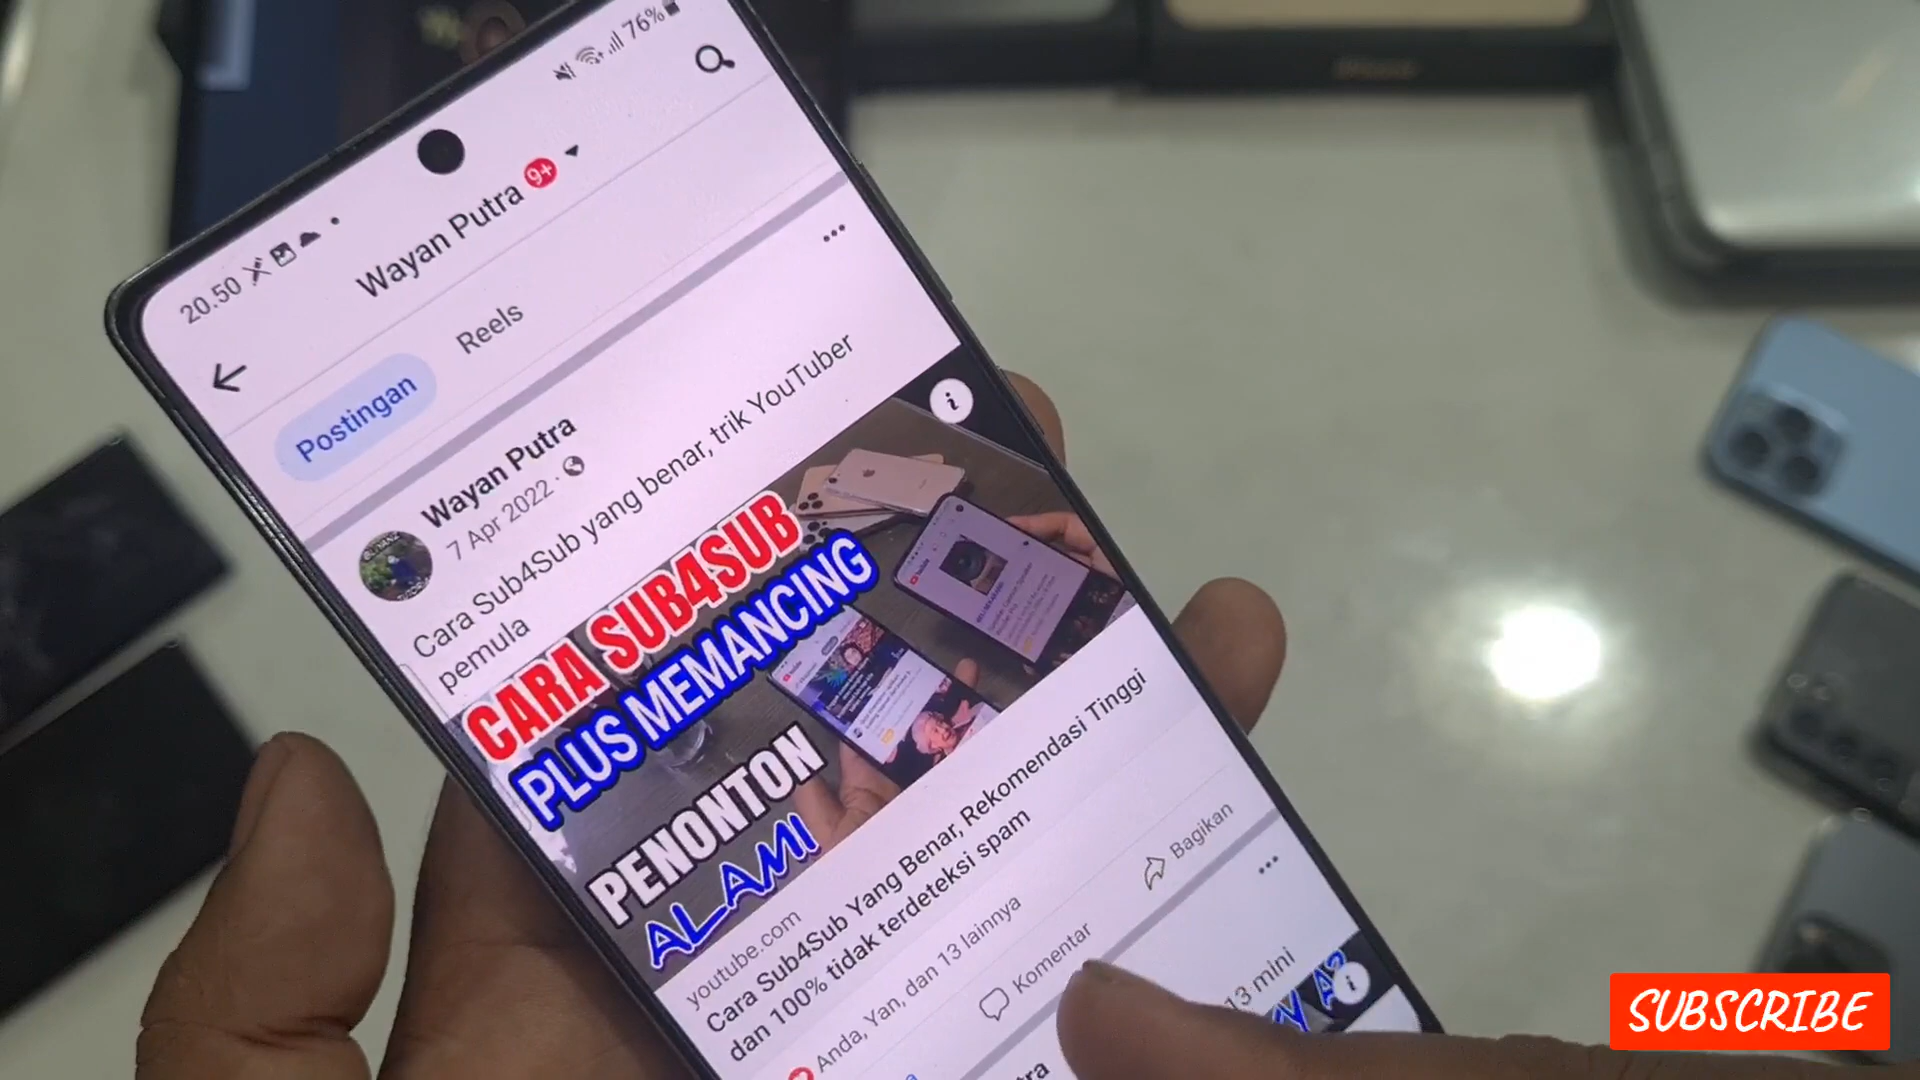 20.50
76%
Wayan Putra 9+
Postingan
Reels
Wayan Putra
7 Apr 2022
Cara Sub4Sub yang benar, trik YouTuber
pemula
CARA SUB4SUB
PLUS MEMANCING
PENONTON
ALAMI
youtube.com
Cara Sub4Sub Yang Benar, Rekomendasi Tinggi
dan 100% tidak terdeteksi spam
Anda, Yan, dan 13 lainnya
Komentar
Bagikan
13 mini
SUBSCRIBE